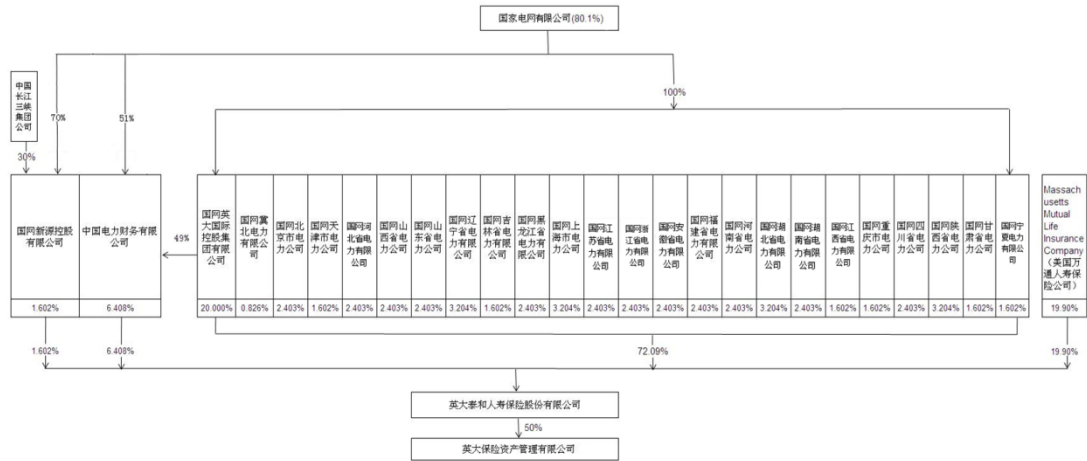 国家电网有限公司(80.1%)
中国
长江
三峡
集团
公司
70%
51%
100%
30%
国网新源控股
有限公司
中国电力财务有限
公司
49%
国网英
大国际
控股集
团有限
公司
国网冀
北电力
有限公
司
国网北
京市电
力公司
国网天
津市电
力公司
国网河
北省电
力有限
公司
国网山
西省电
力公司
国网山
东省电
力公司
国网辽
宁省电
力有限
公司
国网吉
林省电
力有限
公司
国网黑
龙江省
电力有
限公司
国网上
海市电
力公司
国网江
苏省电
力有限
公司
国网浙
江省电
力有限
公司
国网安
徽省电
力有限
公司
国网福
建省电
力有限
公司
国网河
南省电
力公司
国网湖
北省电
力有限
公司
国网湖
南省电
力有限
公司
国网江
西省电
力有限
公司
国网重
庆市电
力公司
国网四
川省电
力公司
国网陕
西省电
力公司
国网甘
肃省电
力公司
国网宁
夏电力
有限公
司
Massach
usetts
Mutual
Life
Insurance
Company
（美国万
通人寿保
险公司）
1.602%
6.408%
20.000%
0.826%
2.403%
1.602%
2.403%
2.403%
2.403%
3.204%
1.602%
2.403%
3.204%
2.403%
2.403%
2.403%
2.403%
2.403%
3.204%
2.403%
1.602%
1.602%
2.403%
3.204%
1.602%
1.602%
19.90%
1.602%
6.408%
72.09%
19.90%
英大泰和人寿保险股份有限公司
50%
英大保险资产管理有限公司